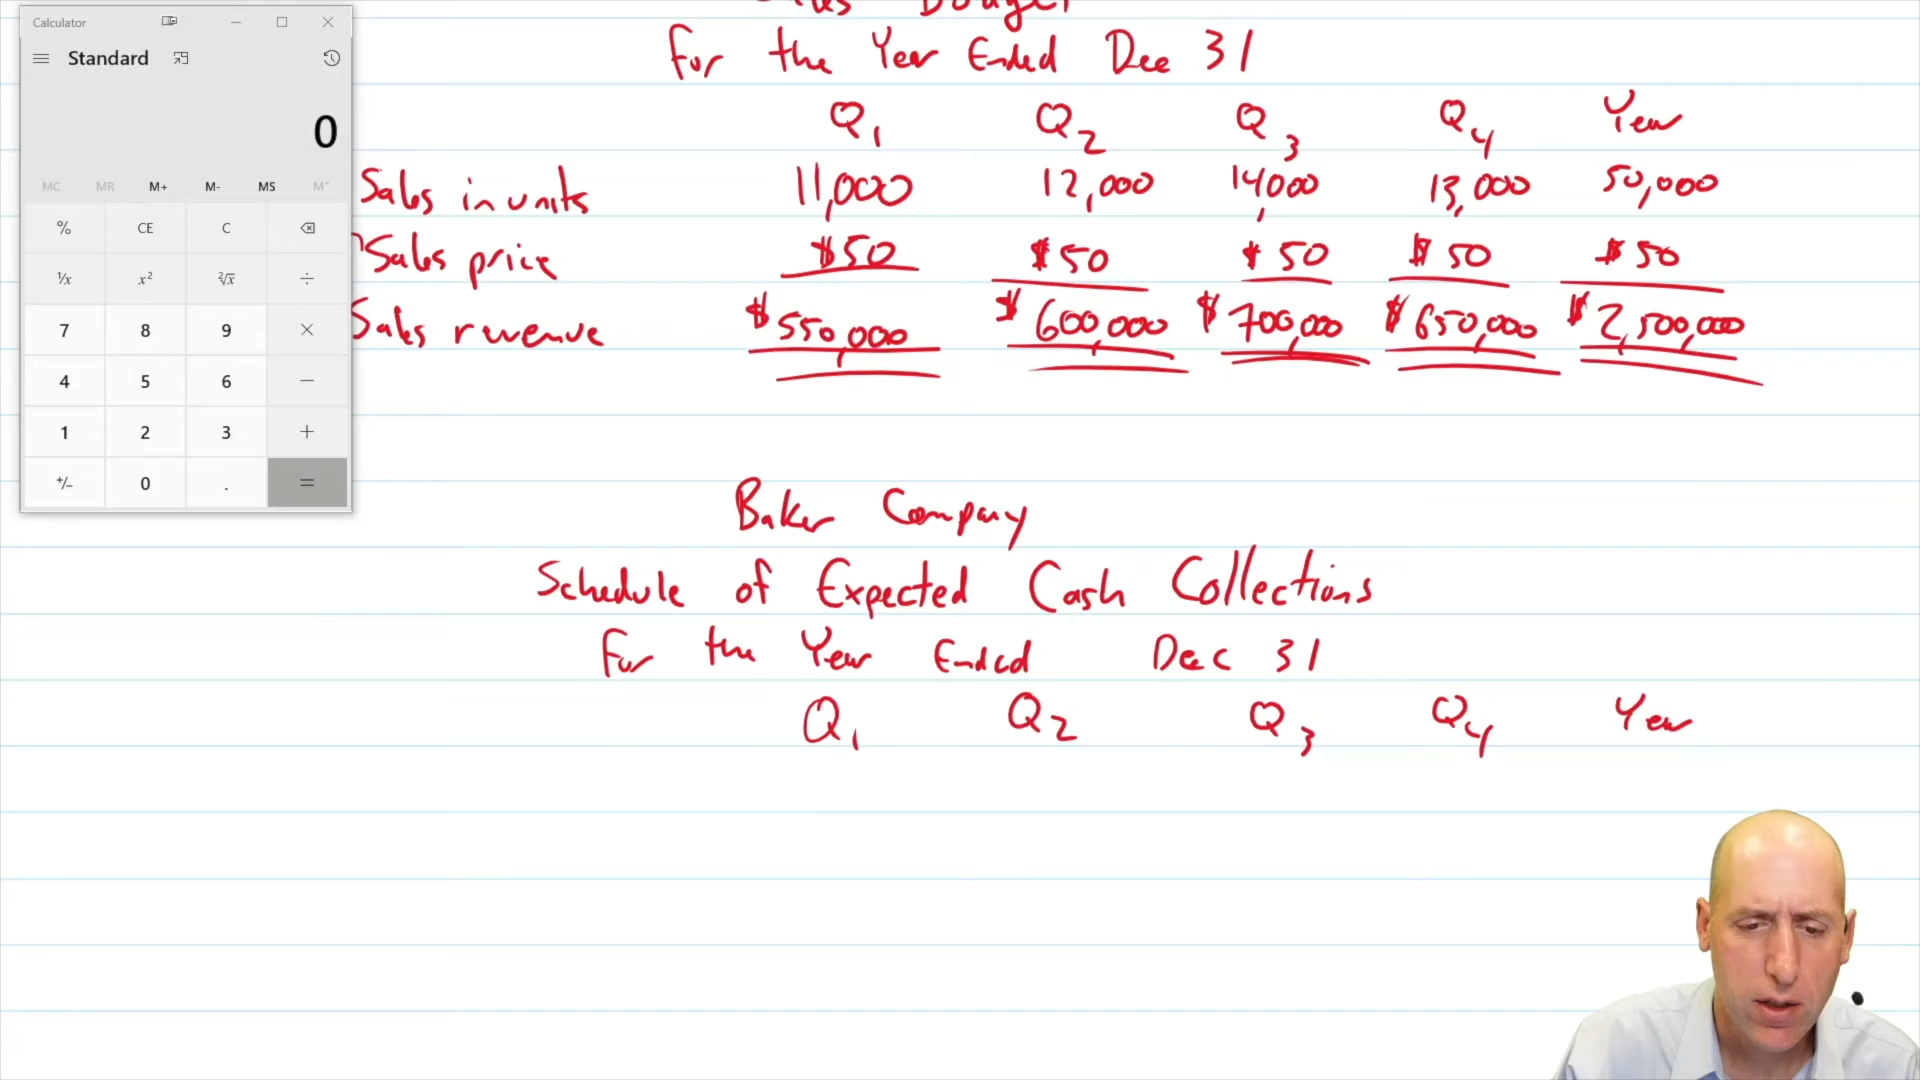 Calculator
Standard
0
MC MR M+ M- MS M˅
% CE C
¹/x x² ²√x ÷
7 8 9 ×
4 5 6 −
1 2 3 +
+/− 0 . =
Budget
For the Year Ended Dec 31
Q1 Q2 Q3 Q4 Year
Sales in units 11,000 12,000 14,000 13,000 50,000
Sales price $50 $50 $50 $50 $50
Sales revenue $550,000 $600,000 $700,000 $650,000 $2,500,000
Baker Company
Schedule of Expected Cash Collections
For the Year Ended Dec 31
Q1 Q2 Q3 Q4 Year